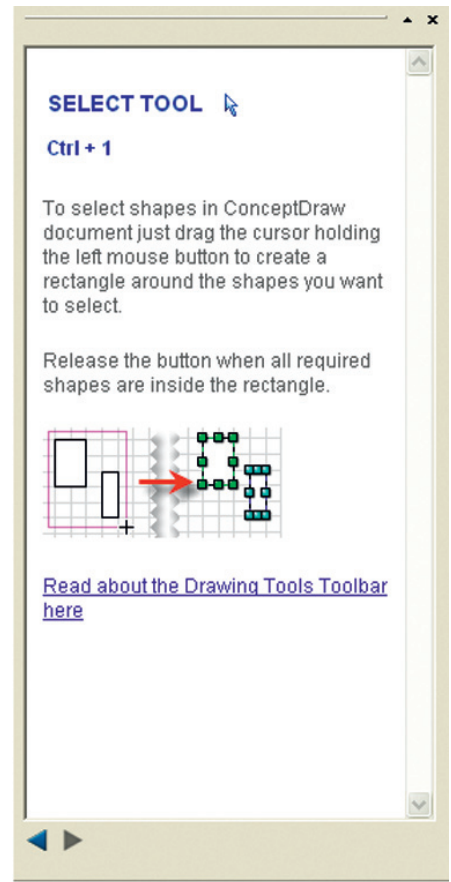 SELECT TOOL
Ctrl + 1
To select shapes in ConceptDraw
document just drag the cursor holding
the left mouse button to create a
rectangle around the shapes you want
to select.
Release the button when all required
shapes are inside the rectangle.
Read about the Drawing Tools Toolbar
here